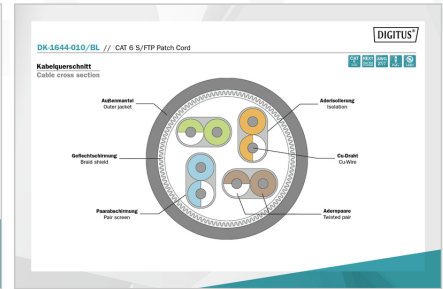 DIGITUS®
DK-1644-010/BL // CAT 6 S/FTP Patch Cord
Kabelquerschnitt
Cable cross section
Außenmantel
Outer jacket
Aderisolierung
Isolation
Geflechtschirmung
Braid shield
Cu-Draht
Cu-Wire
Paarabschirmung
Pair screen
Adernpaare
Twisted pair